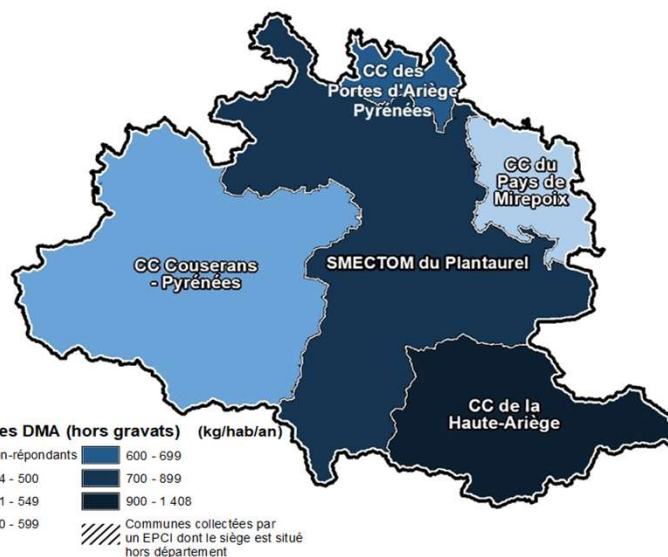 CC des
Portes d'Ariège
Pyrénées
CC du
Pays de
Mirepoix
CC Couserans
- Pyrénées
SMECTOM du Plantaurel
CC de la
Haute-Ariège
es DMA (hors gravats) (kg/hab/an)
n-répondants
600 - 699
4 - 500
700 - 899
1 - 549
900 - 1 408
0 - 599
Communes collectées par
un EPCI dont le siège est situé
hors département